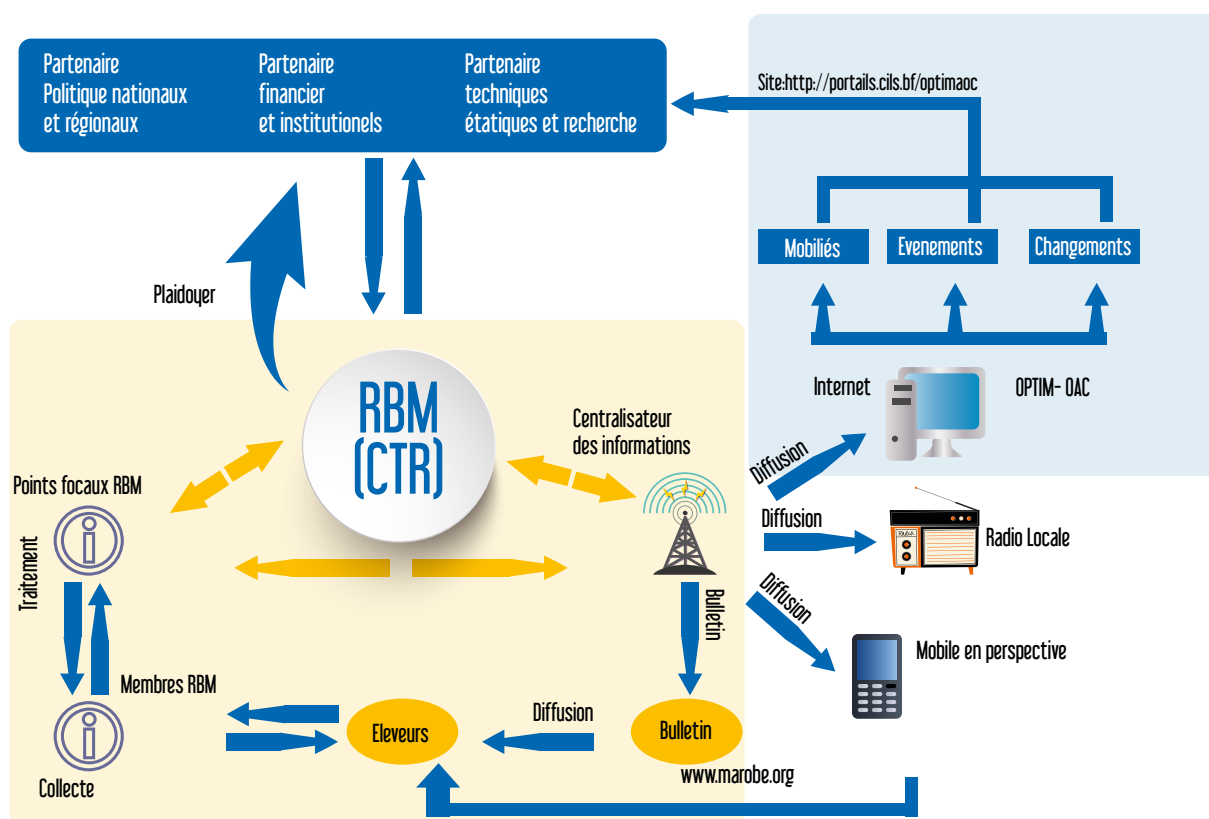 Partenaire
Politique nationaux
et régionaux
Partenaire
financier
et institutionels
Partenaire
techniques
étatiques et recherche
Site:http://portails.cils.bf/optimaoc
Mobiliés
Evenements
Changements
Plaidoyer
Internet
OPTIM- OAC
RBM
(CTR)
Centralisateur
des informations
Diffusion
Points focaux RBM
Diffusion
Radio Locale
Traitement
Diffusion
Bulletin
Mobile en perspective
Membres RBM
Eleveurs
Diffusion
Bulletin
www.marobe.org
Collecte